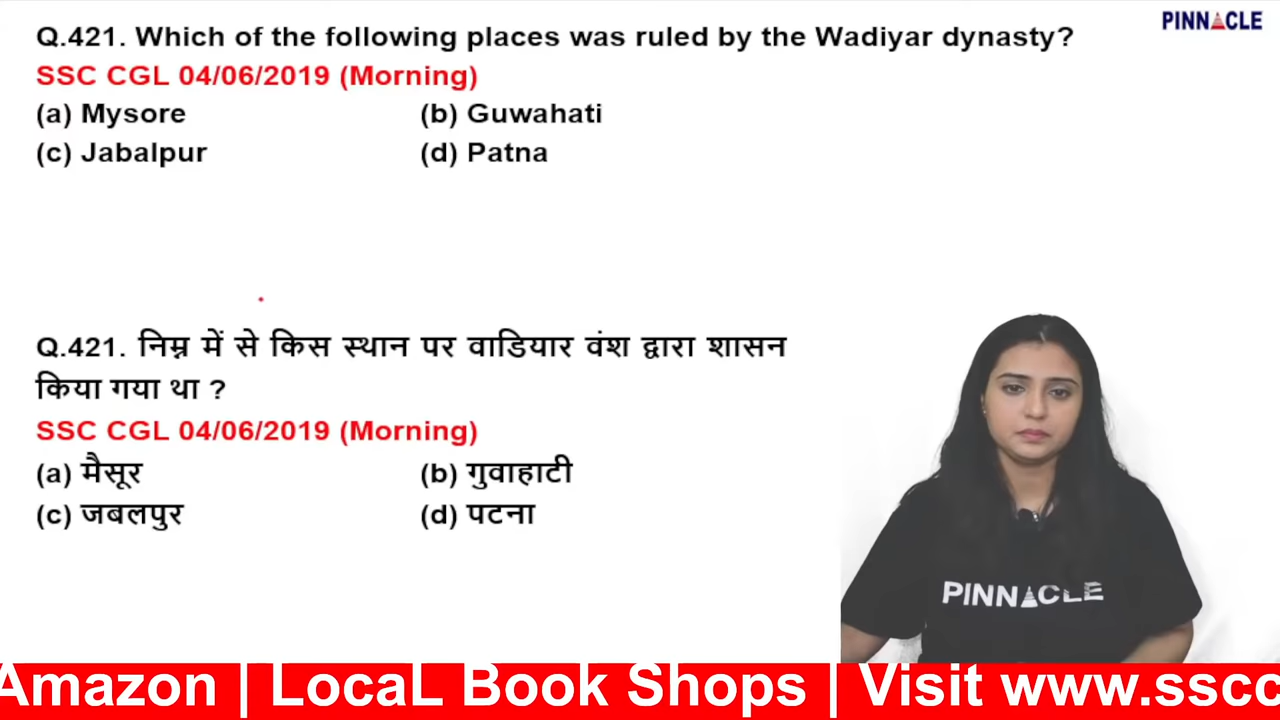 PINNACLE
Q.421. Which of the following places was ruled by the Wadiyar dynasty?
SSC CGL 04/06/2019 (Morning)
(a) Mysore (b) Guwahati
(c) Jabalpur (d) Patna
Q.421. निम्न में से किस स्थान पर वाडियार वंश द्वारा शासन
किया गया था ?
SSC CGL 04/06/2019 (Morning)
(a) मैसूर (b) गुवाहाटी
(c) जबलपुर (d) पटना
PINNACLE
Amazon | LocaL Book Shops | Visit www.sscc